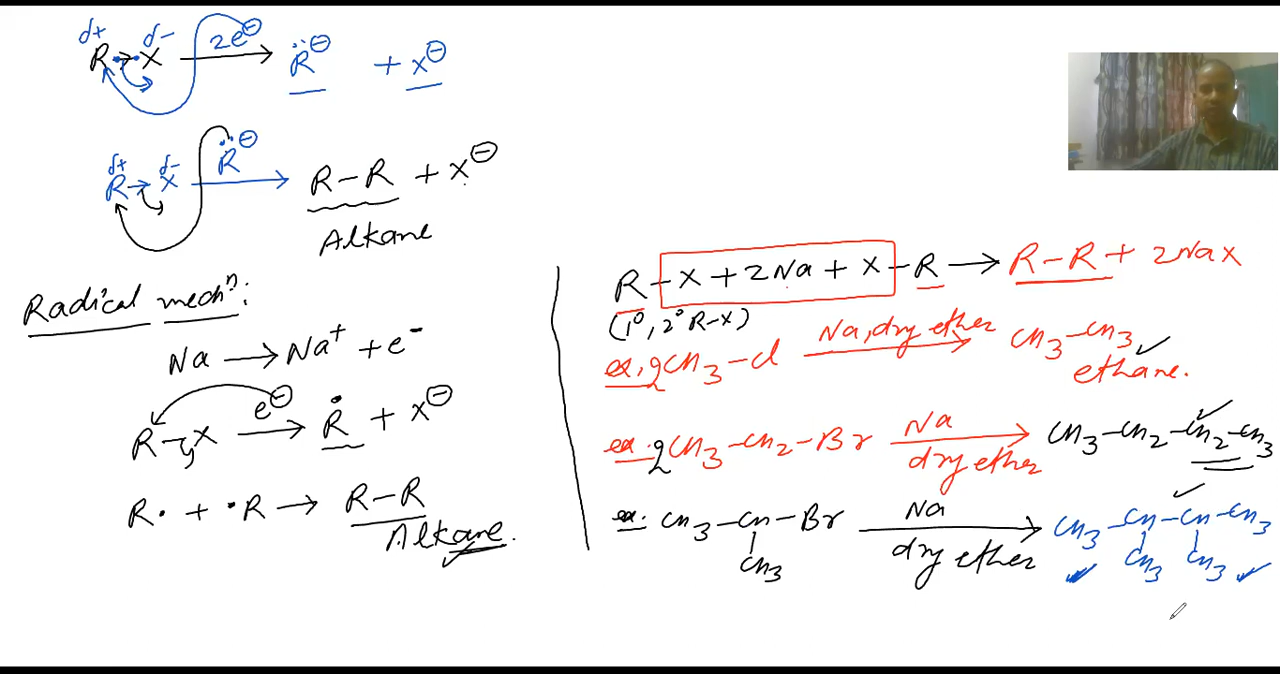 δ+ δ-
R → X 2e⊖ → R̈⊖ + X⊖
δ+ δ-
R → X R̈⊖ → R-R + X⊖
Alkane
Radical mechⁿ:
Na → Na⁺ + e⁻
R-X e⊖ → Ṙ + X⊖
R· + ·R → R-R
Alkane.
R-X + 2Na + X-R → R-R + 2NaX
(1°, 2° R-X)
ex. 2CH₃-Cl Na, dry ether → CH₃-CH₃
ethane.
ex. 2CH₃-CH₂-Br Na dry ether → CH₃-CH₂-CH₂-CH₃
ex. CH₃-CH-Br Na dry ether → CH₃-CH-CH-CH₃
CH₃ CH₃ CH₃